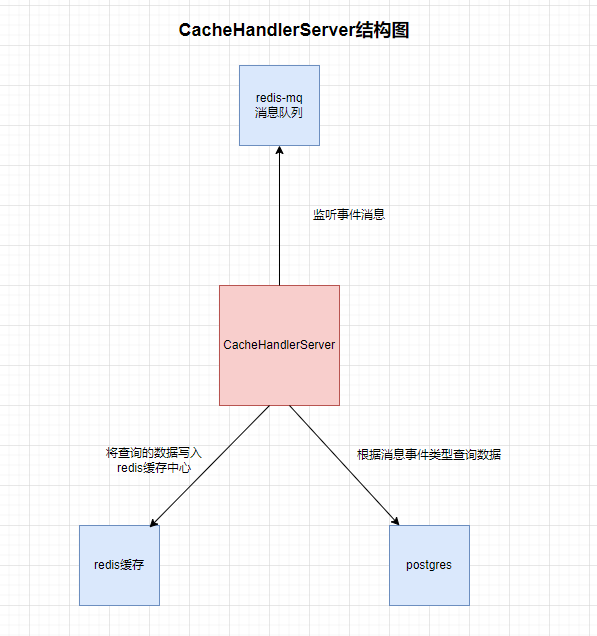 CacheHandlerServer结构图
redis-mq
消息队列
监听事件消息
CacheHandlerServer
将查询的数据写入
redis缓存中心
根据消息事件类型查询数据
redis缓存
postgres